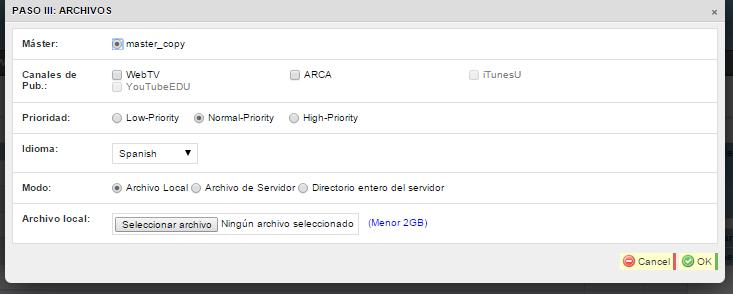 PASO III: ARCHIVOS ×
Máster: master_copy
Canales de Pub.: WebTV ARCA iTunesU
YouTubeEDU
Prioridad: Low-Priority Normal-Priority High-Priority
Idioma: Spanish
Modo: Archivo Local Archivo de Servidor Directorio entero del servidor
Archivo local: Seleccionar archivo Ningún archivo seleccionado (Menor 2GB)
Cancel OK